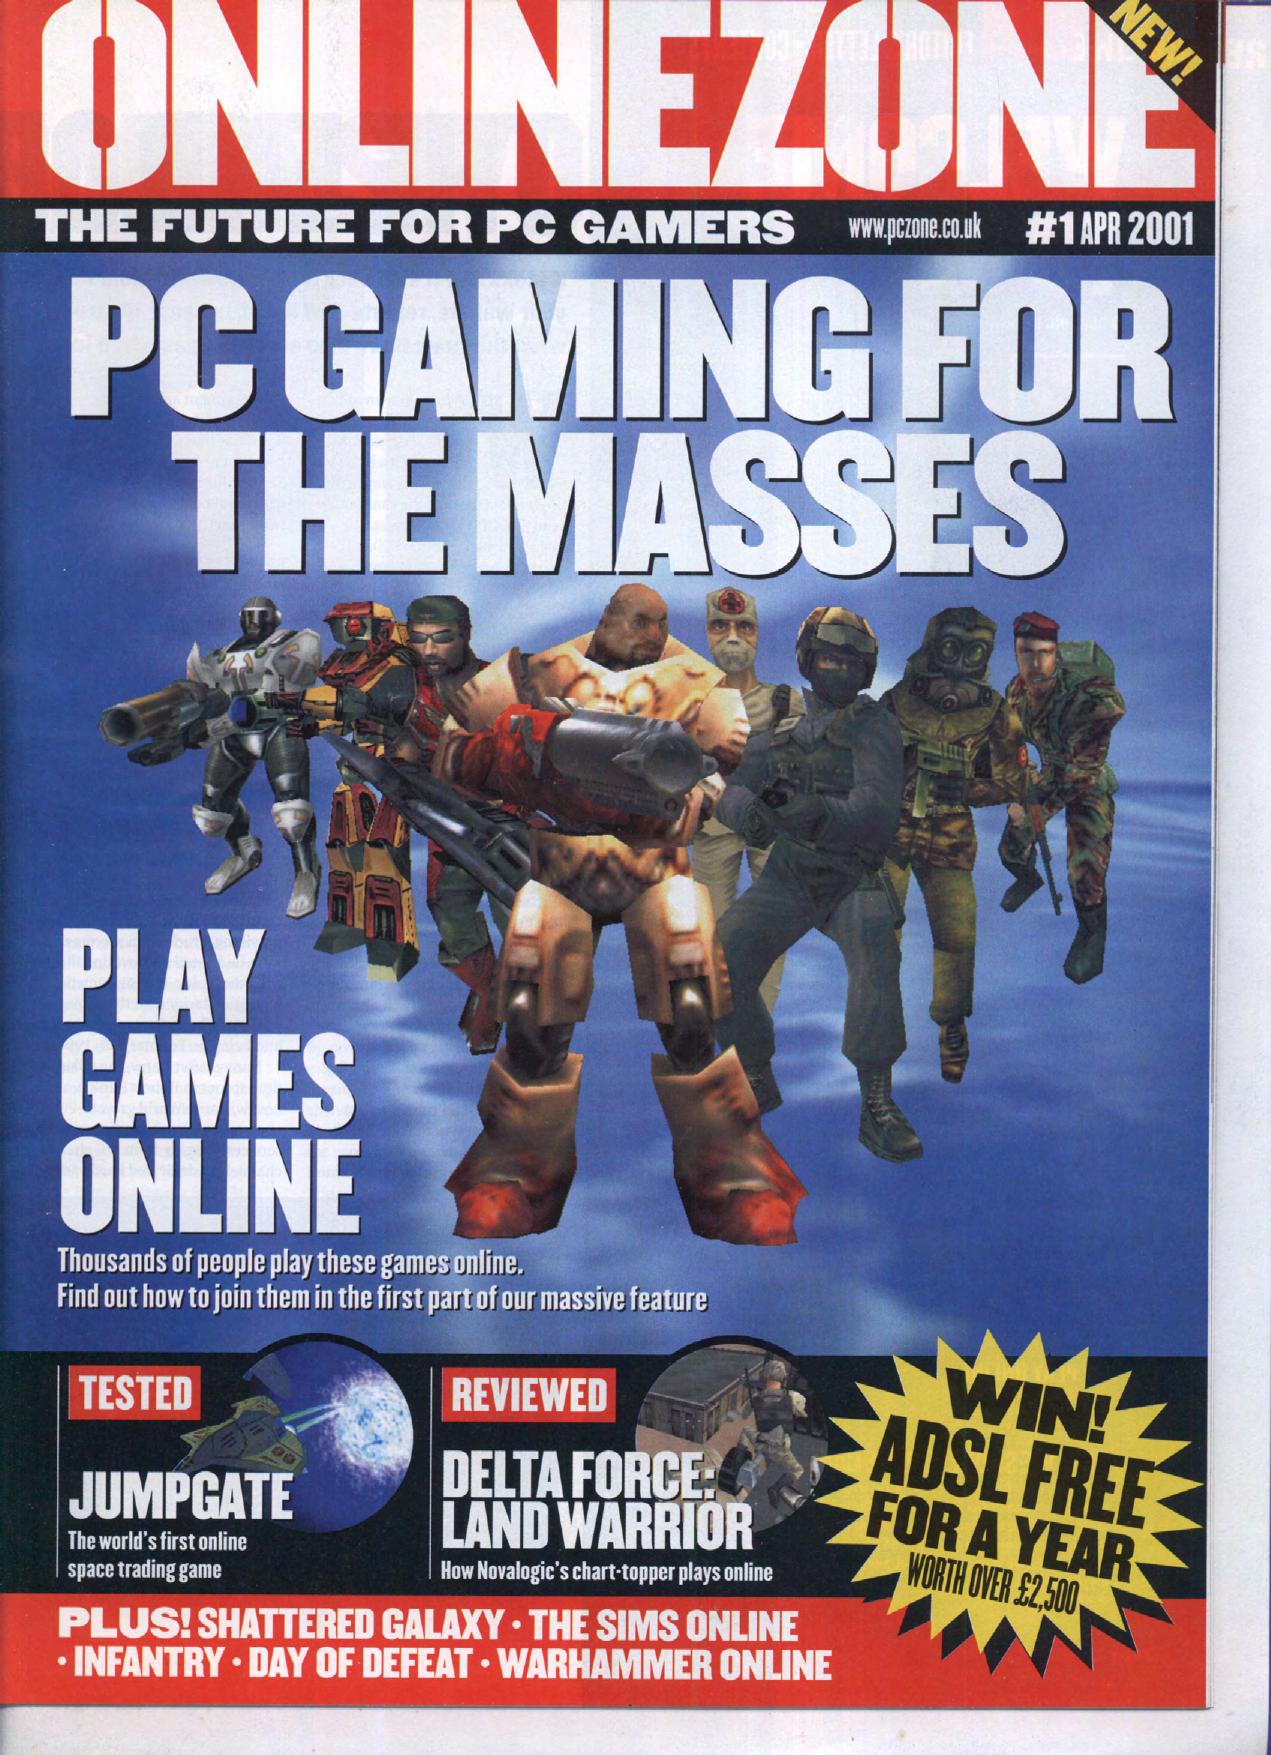 ONLINEZONE
NEW!
THE FUTURE FOR PC GAMERS www.pczone.co.uk #1 APR 2001
PC GAMING FOR
THE MASSES
PLAY
GAMES
ONLINE
Thousands of people play these games online.
Find out how to join them in the first part of our massive feature
TESTED
JUMPGATE
The world's first online
space trading game
REVIEWED
DELTA FORCE:
LAND WARRIOR
How Novalogic's chart-topper plays online
WIN!
ADSL FREE
FOR A YEAR
WORTH OVER £2,500
PLUS! SHATTERED GALAXY · THE SIMS ONLINE
· INFANTRY · DAY OF DEFEAT · WARHAMMER ONLINE